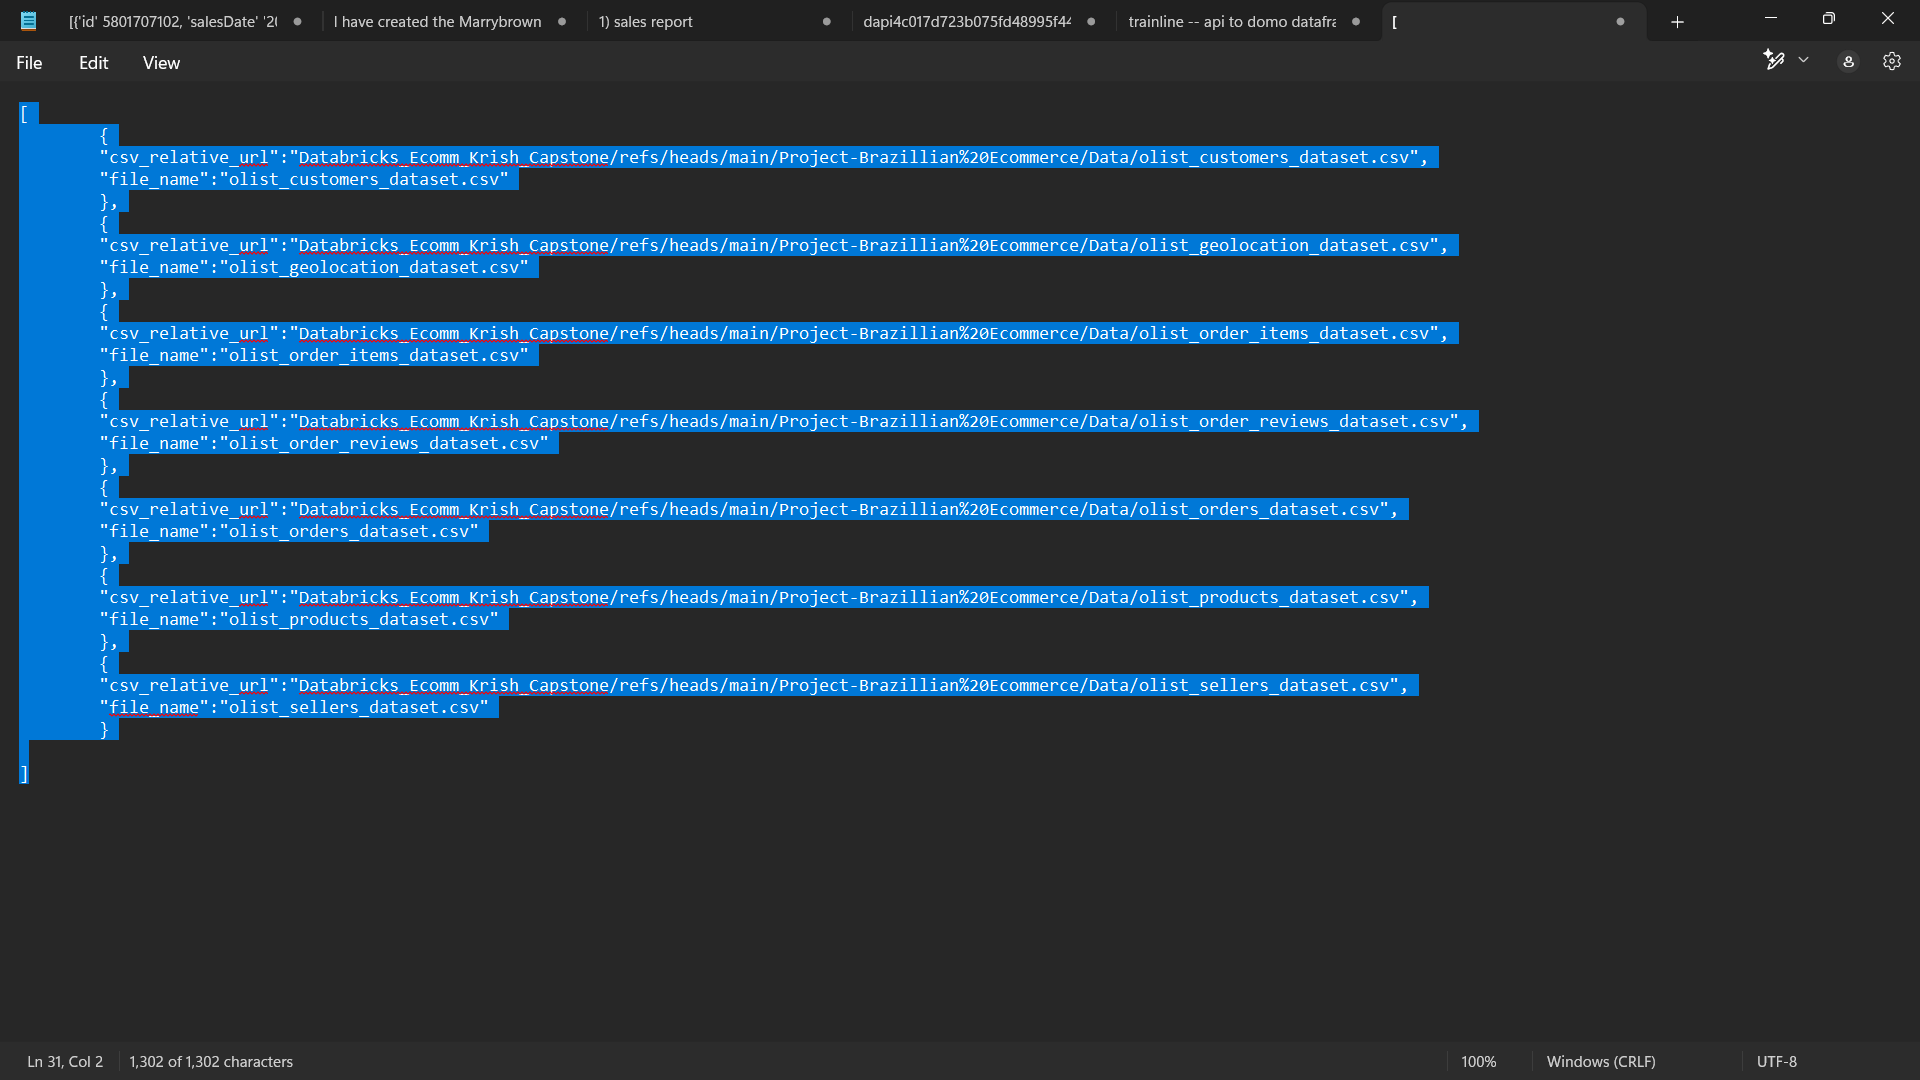 [{'id' 5801707102, 'salesDate' '20
I have created the Marrybrown
1) sales report
dapi4c017d723b075fd48995f44
trainline -- api to domo datafra
[
File
Edit
View
[
{
"csv_relative_url":"Databricks_Ecomm_Krish_Capstone/refs/heads/main/Project-Brazillian%20Ecommerce/Data/olist_customers_dataset.csv",
"file_name":"olist_customers_dataset.csv"
},
{
"csv_relative_url":"Databricks_Ecomm_Krish_Capstone/refs/heads/main/Project-Brazillian%20Ecommerce/Data/olist_geolocation_dataset.csv",
"file_name":"olist_geolocation_dataset.csv"
},
{
"csv_relative_url":"Databricks_Ecomm_Krish_Capstone/refs/heads/main/Project-Brazillian%20Ecommerce/Data/olist_order_items_dataset.csv",
"file_name":"olist_order_items_dataset.csv"
},
{
"csv_relative_url":"Databricks_Ecomm_Krish_Capstone/refs/heads/main/Project-Brazillian%20Ecommerce/Data/olist_order_reviews_dataset.csv",
"file_name":"olist_order_reviews_dataset.csv"
},
{
"csv_relative_url":"Databricks_Ecomm_Krish_Capstone/refs/heads/main/Project-Brazillian%20Ecommerce/Data/olist_orders_dataset.csv",
"file_name":"olist_orders_dataset.csv"
},
{
"csv_relative_url":"Databricks_Ecomm_Krish_Capstone/refs/heads/main/Project-Brazillian%20Ecommerce/Data/olist_products_dataset.csv",
"file_name":"olist_products_dataset.csv"
},
{
"csv_relative_url":"Databricks_Ecomm_Krish_Capstone/refs/heads/main/Project-Brazillian%20Ecommerce/Data/olist_sellers_dataset.csv",
"file_name":"olist_sellers_dataset.csv"
}
]
Ln 31, Col 2
1,302 of 1,302 characters
100%
Windows (CRLF)
UTF-8